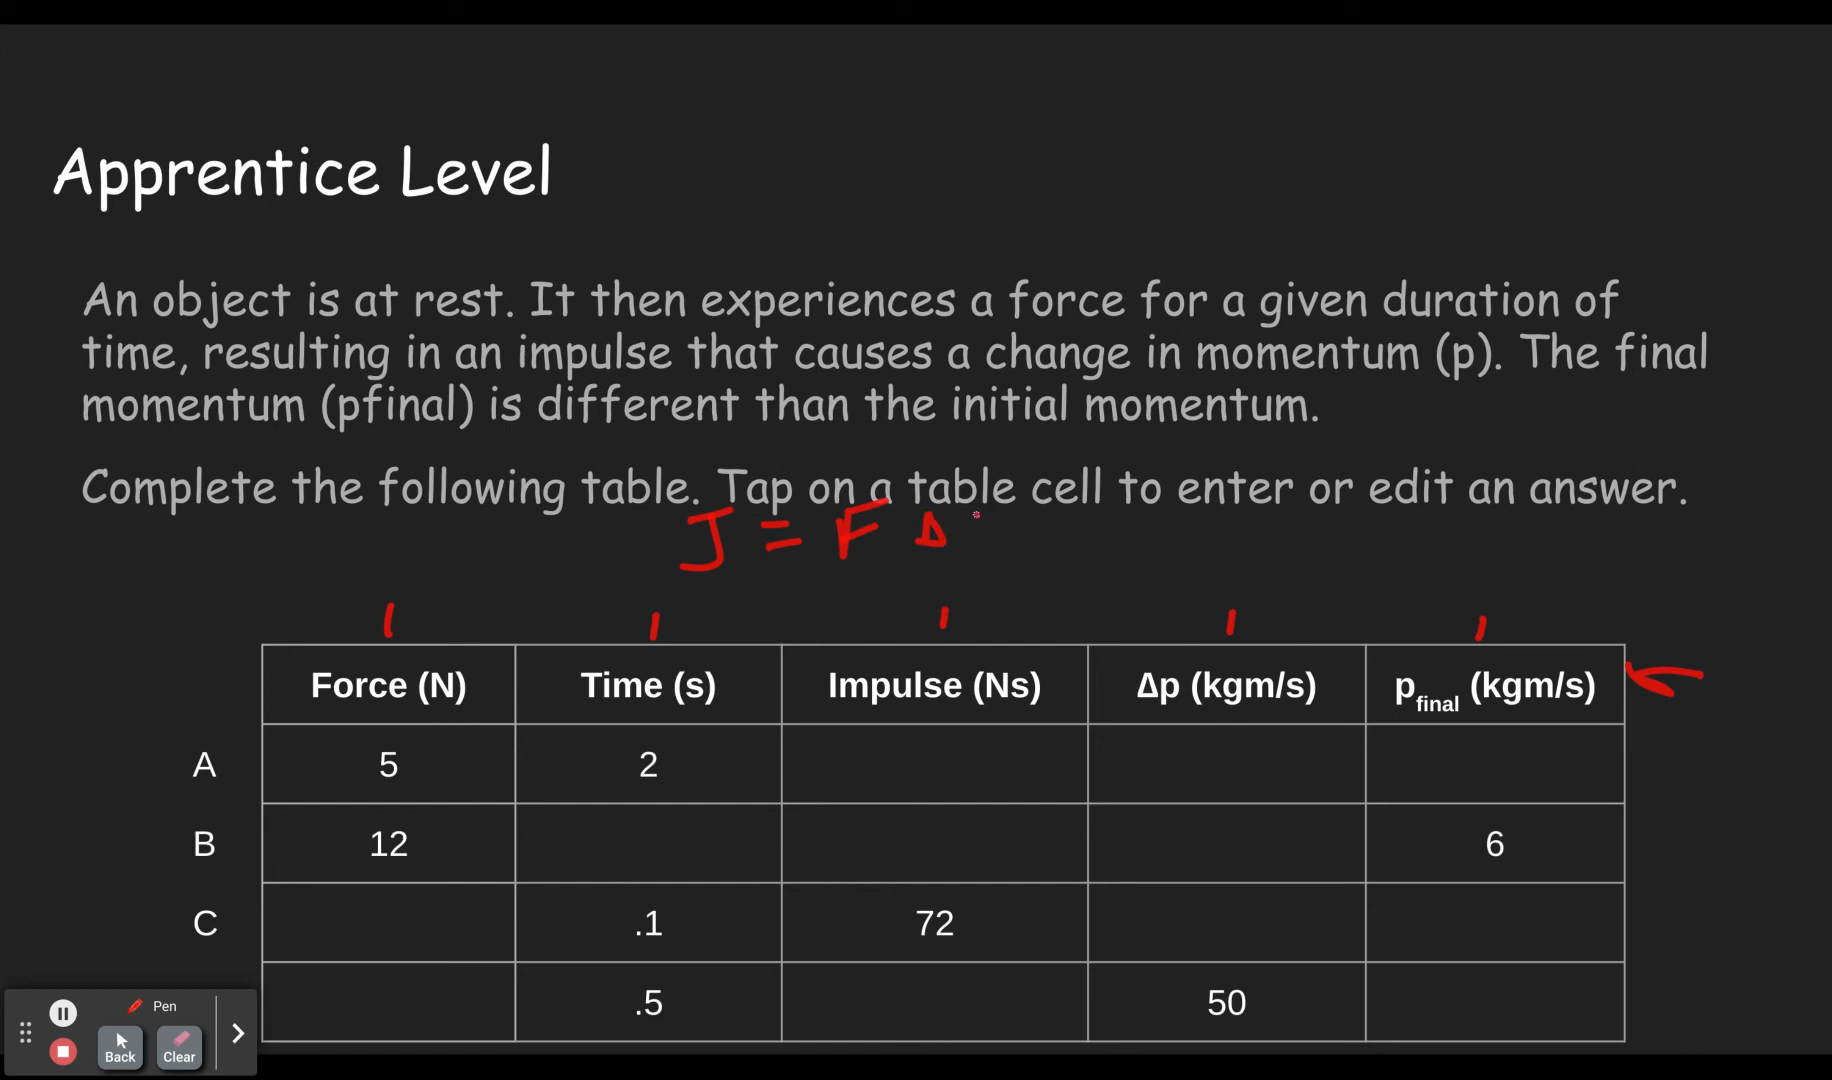 Apprentice Level
An object is at rest. It then experiences a force for a given duration of
time, resulting in an impulse that causes a change in momentum (p). The final
momentum (pfinal) is different than the initial momentum.
Complete the following table. Tap on a table cell to enter or edit an answer.
J = F Δ
Force (N) Time (s) Impulse (Ns) Δp (kgm/s) pfinal (kgm/s)
A 5 2
B 12 6
C .1 72
.5 50
Pen
Back Clear